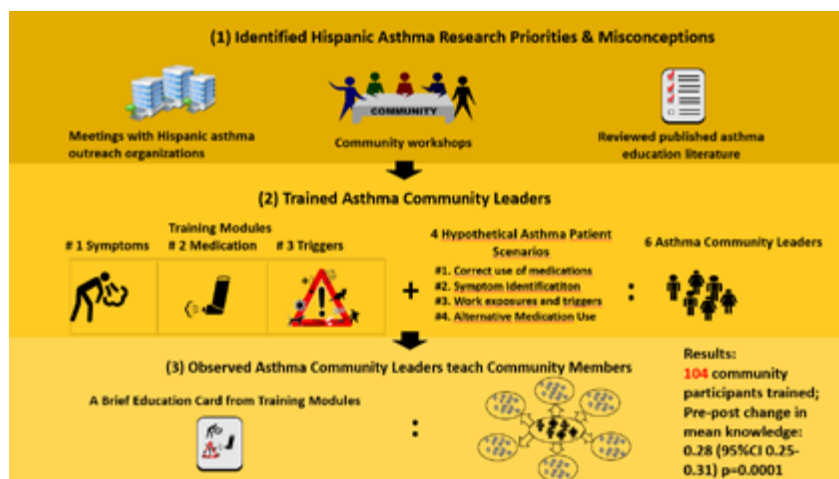 (1) Identified Hispanic Asthma Research Priorities & Misconceptions
COMMUNITY
Meetings with Hispanic asthma
outreach organizations
Community workshops
Reviewed published asthma
education literature
(2) Trained Asthma Community Leaders
Training Modules
# 1 Symptoms
# 2 Medication
# 3 Triggers
4 Hypothetical Asthma Patient
Scenarios
#1. Correct use of medications
#2. Symptom Identificatiton
#3. Work exposures and triggers
#4. Alternative Medication Use
+
:
6 Asthma Community Leaders
(3) Observed Asthma Community Leaders teach Community Members
A Brief Education Card from Training Modules
:
Results:
104 community
participants trained;
Pre-post change in
mean knowledge:
0.28 (95%CI 0.25-
0.31) p=0.0001